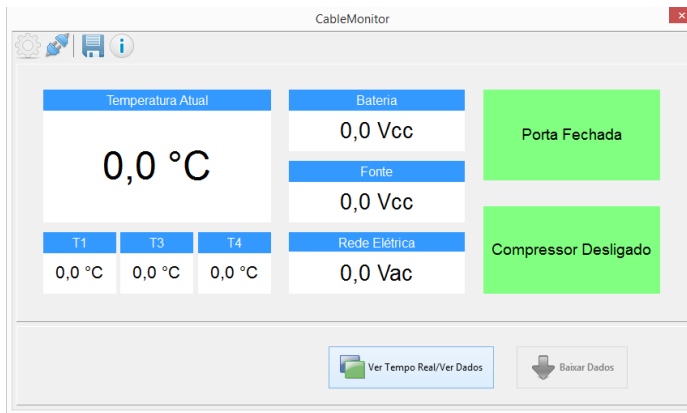 CableMonitor
Temperatura Atual
0,0 °C
T1 T3 T4
0,0 °C 0,0 °C 0,0 °C
Bateria
0,0 Vcc
Fonte
0,0 Vcc
Rede Elétrica
0,0 Vac
Porta Fechada
Compressor Desligado
Ver Tempo Real/Ver Dados
Baixar Dados